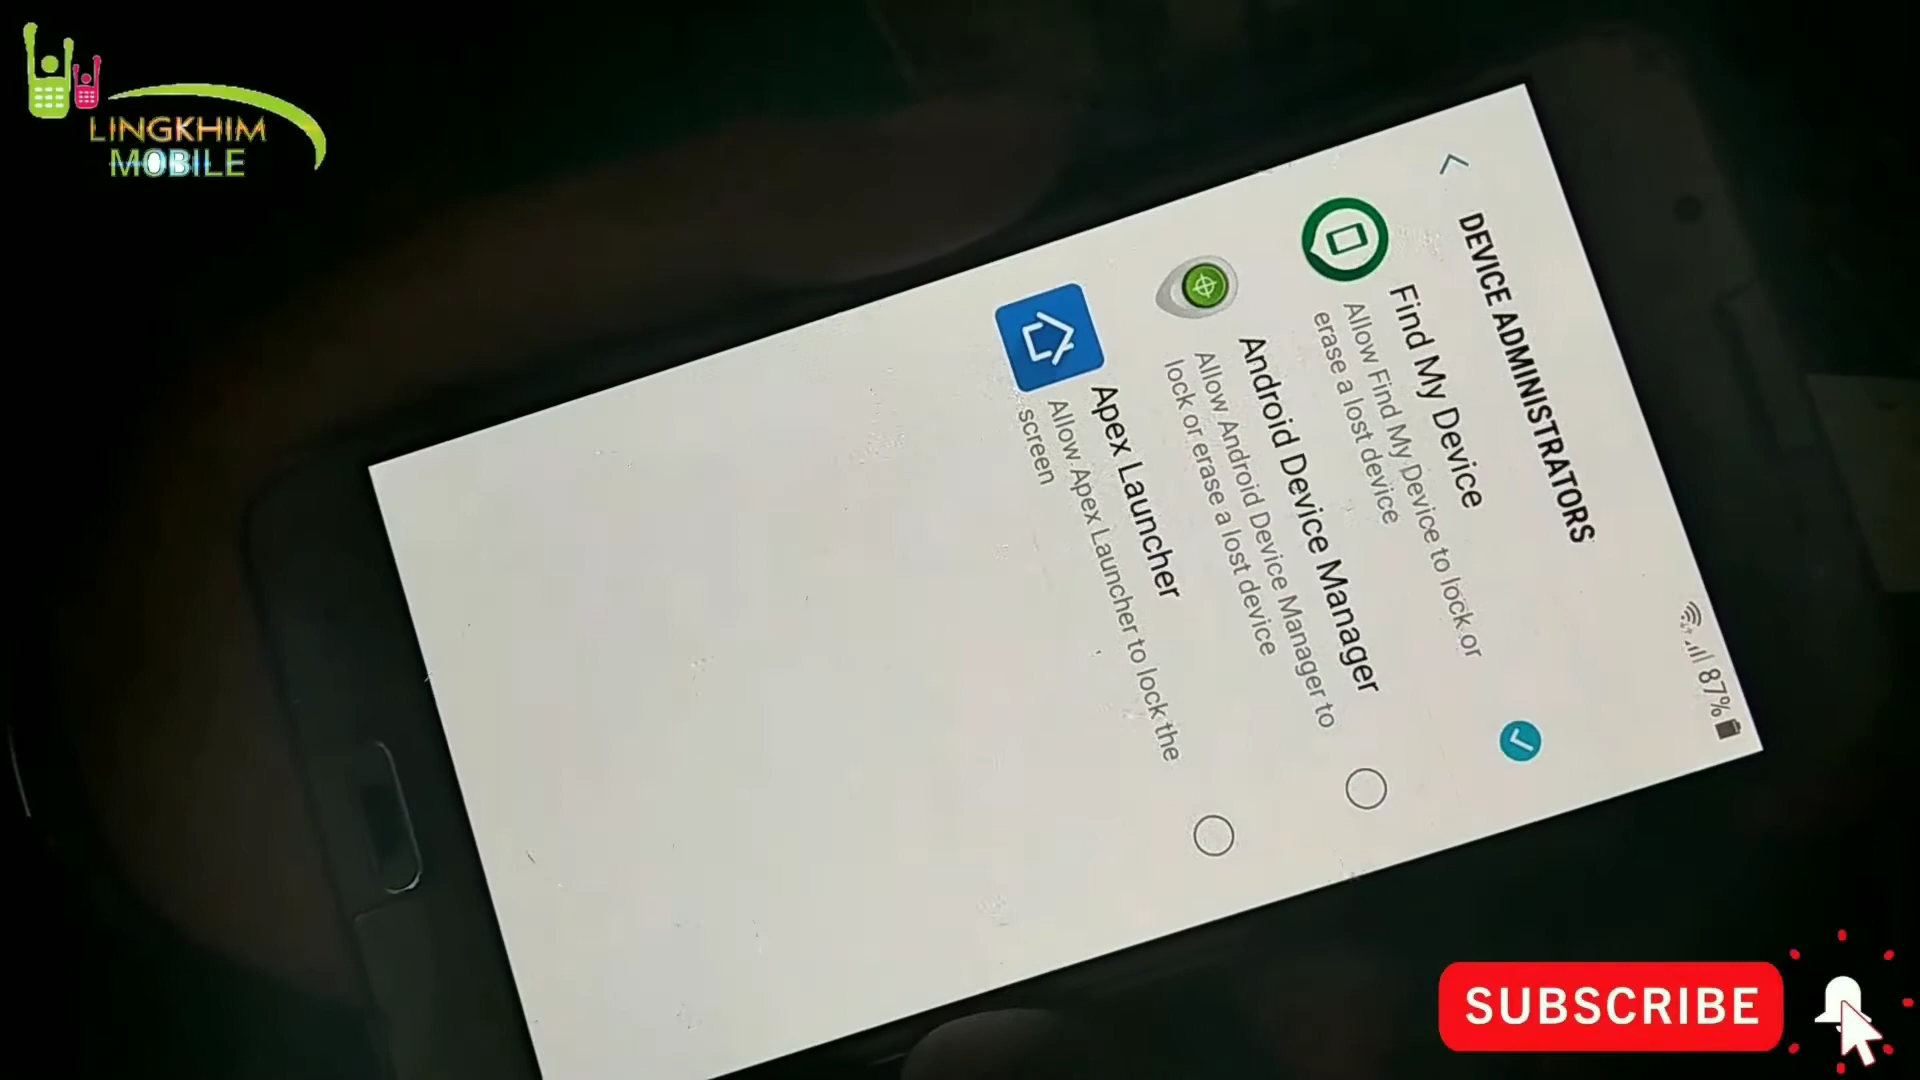 LINGKHIM
MOBILE
87%
DEVICE ADMINISTRATORS
Find My Device
Allow Find My Device to lock or
erase a lost device
Android Device Manager
Allow Android Device Manager to
lock or erase a lost device
Apex Launcher
Allow Apex Launcher to lock the
screen
SUBSCRIBE